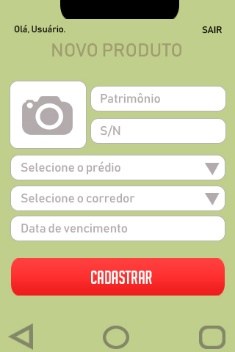 Olá, Usuário.
SAIR
NOVO PRODUTO
Patrimônio
S/N
Selecione o prédio
Selecione o corredor
Data de vencimento
CADASTRAR